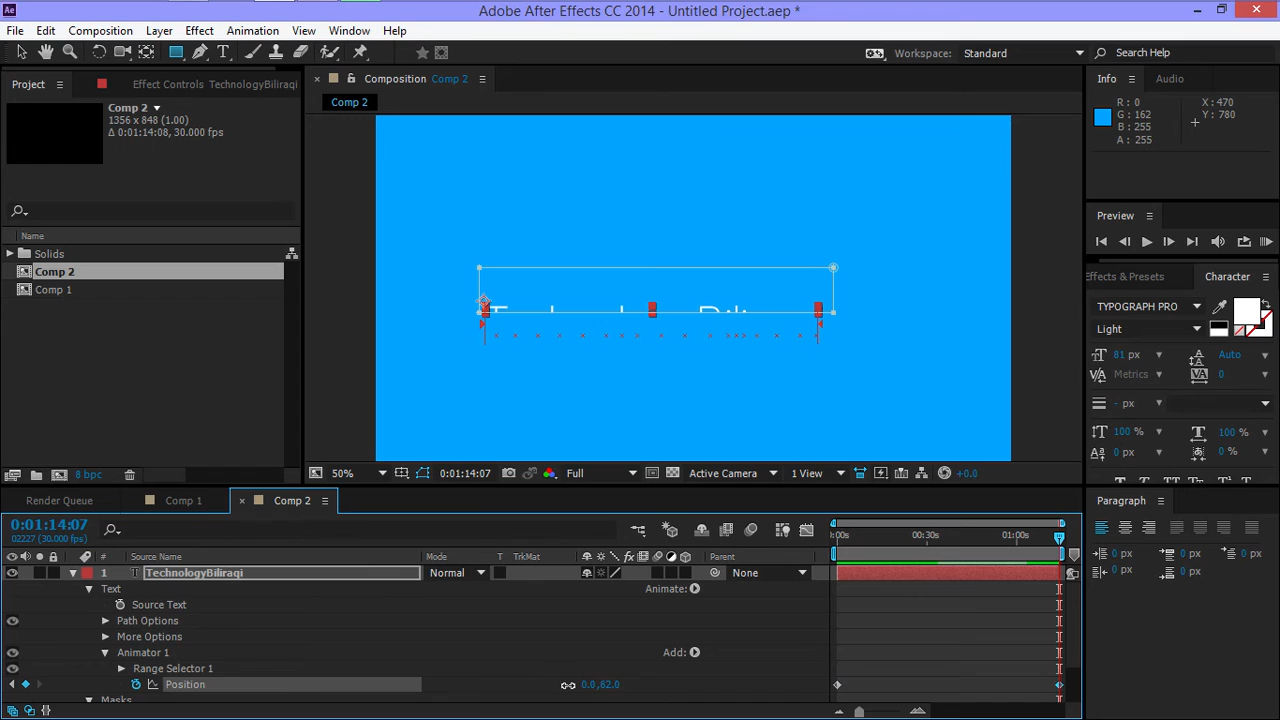 Adobe After Effects CC 2014 - Untitled Project.aep *
File Edit Composition Layer Effect Animation View Window Help
Workspace: Standard Search Help
Project Effect Controls TechnologyBiliraqi
Comp 2
1356 x 848 (1.00)
Δ 0:01:14:08, 30.000 fps
Name
Solids
Comp 2
Comp 1
8 bpc
Composition Comp 2
Comp 2
50% 0:01:14:07 Full Active Camera 1 View +0.0
Info Audio
R : 0
G : 162
B : 255
A : 255
X : 470
Y : 780
Preview
Effects & Presets Character
TYPOGRAPH PRO
Light
81 px Auto
Metrics 0
- px
100 % 100 %
0 px 0 %
Render Queue Comp 1 Comp 2
0:01:14:07
02227 (30.000 fps)
# Source Name Mode T TrkMat Parent
1 T TechnologyBiliraqi Normal None
Text Animate:
Source Text
Path Options
More Options
Animator 1 Add:
Range Selector 1
Position 0.0,62.0
Masks
:00s 00:30s 01:00s
Paragraph
0 px 0 px 0 px
0 px 0 px